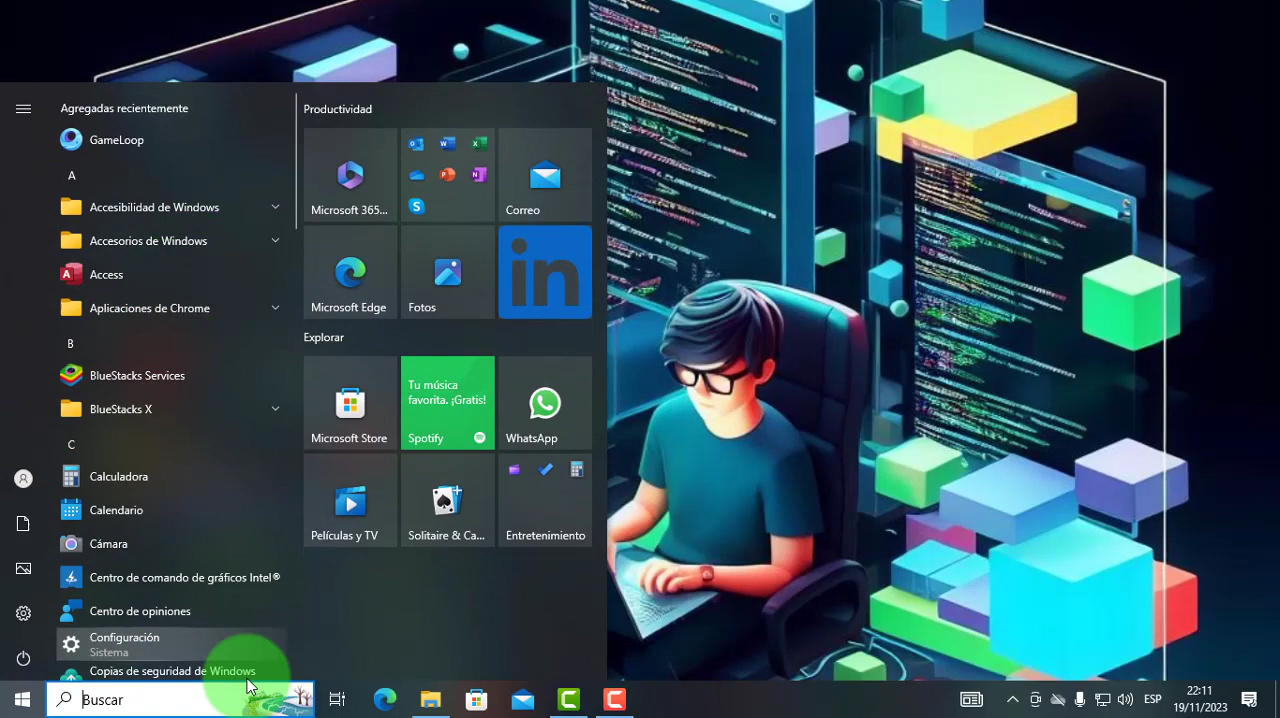 Agregadas recientemente
GameLoop
A
Accesibilidad de Windows
Accesorios de Windows
Access
Aplicaciones de Chrome
B
BlueStacks Services
BlueStacks X
C
Calculadora
Calendario
Cámara
Centro de comando de gráficos Intel®
Centro de opiniones
Configuración
Sistema
Copias de seguridad de Windows
Productividad
Microsoft 365...
Correo
Microsoft Edge
Fotos
in
Explorar
Microsoft Store
Tu música
favorita. ¡Gratis!
Spotify
WhatsApp
Películas y TV
Solitaire & Ca...
Entretenimiento
Buscar
ESP
22:11
19/11/2023